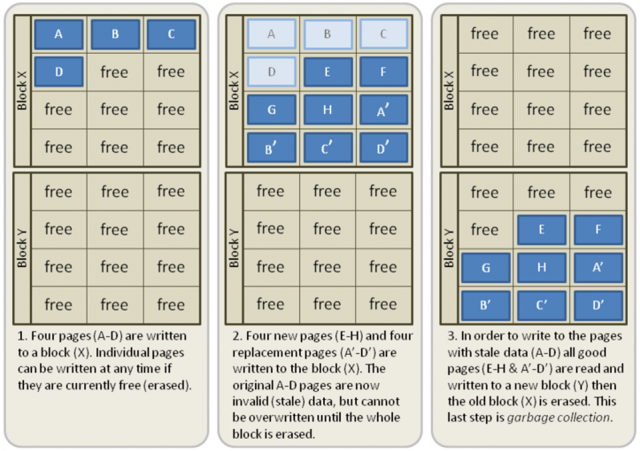 Block X
A B C
D free free
free free free
free free free
Block Y
free free free
free free free
free free free
free free free
1. Four pages (A-D) are written
to a block (X). Individual pages
can be written at any time if
they are currently free (erased).
Block X
A B C
D E F
G H A′
B′ C′ D′
Block Y
free free free
free free free
free free free
free free free
2. Four new pages (E-H) and four
replacement pages (A′-D′) are
written to the block (X). The
original A-D pages are now
invalid (stale) data, but cannot
be overwritten until the whole
block is erased.
Block X
free free free
free free free
free free free
free free free
Block Y
free free free
free E F
G H A′
B′ C′ D′
3. In order to write to the pages
with stale data (A-D) all good
pages (E-H & A′-D′) are read and
written to a new block (Y) then
the old block (X) is erased. This
last step is garbage collection.